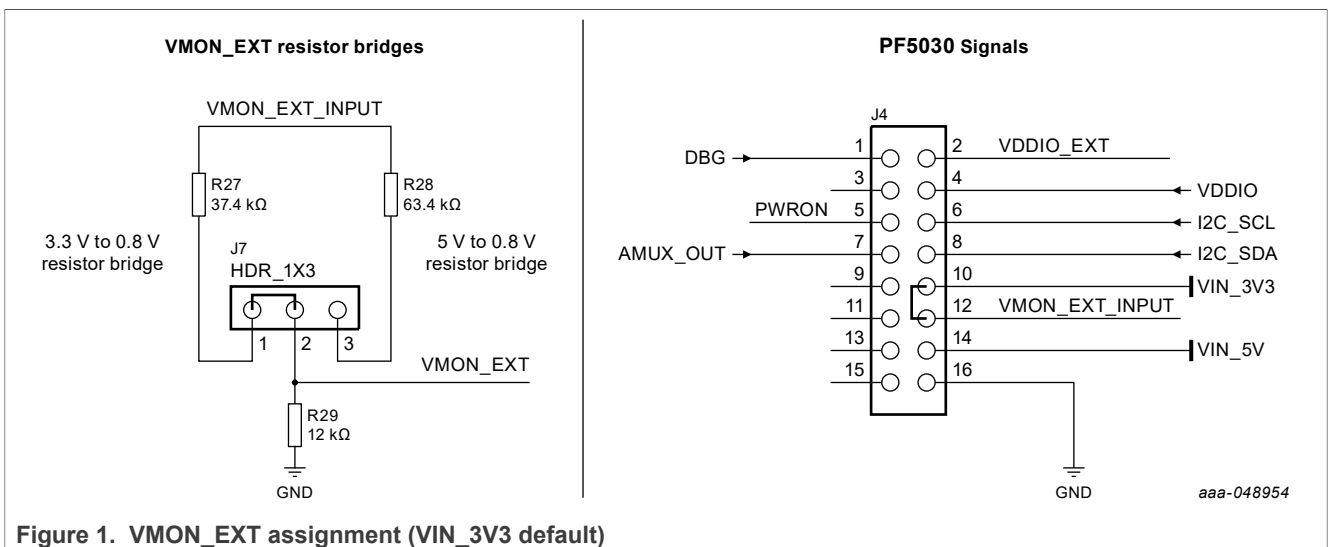 VMON_EXT resistor bridges
VMON_EXT_INPUT
R27
37.4 kΩ
R28
63.4 kΩ
3.3 V to 0.8 V
resistor bridge
J7
HDR_1X3
5 V to 0.8 V
resistor bridge
1 2 3
VMON_EXT
R29
12 kΩ
GND
PF5030 Signals
J4
DBG 1 2 VDDIO_EXT
3 4 VDDIO
PWRON 5 6 I2C_SCL
AMUX_OUT 7 8 I2C_SDA
9 10 VIN_3V3
11 12 VMON_EXT_INPUT
13 14 VIN_5V
15 16
GND
aaa-048954
Figure 1. VMON_EXT assignment (VIN_3V3 default)